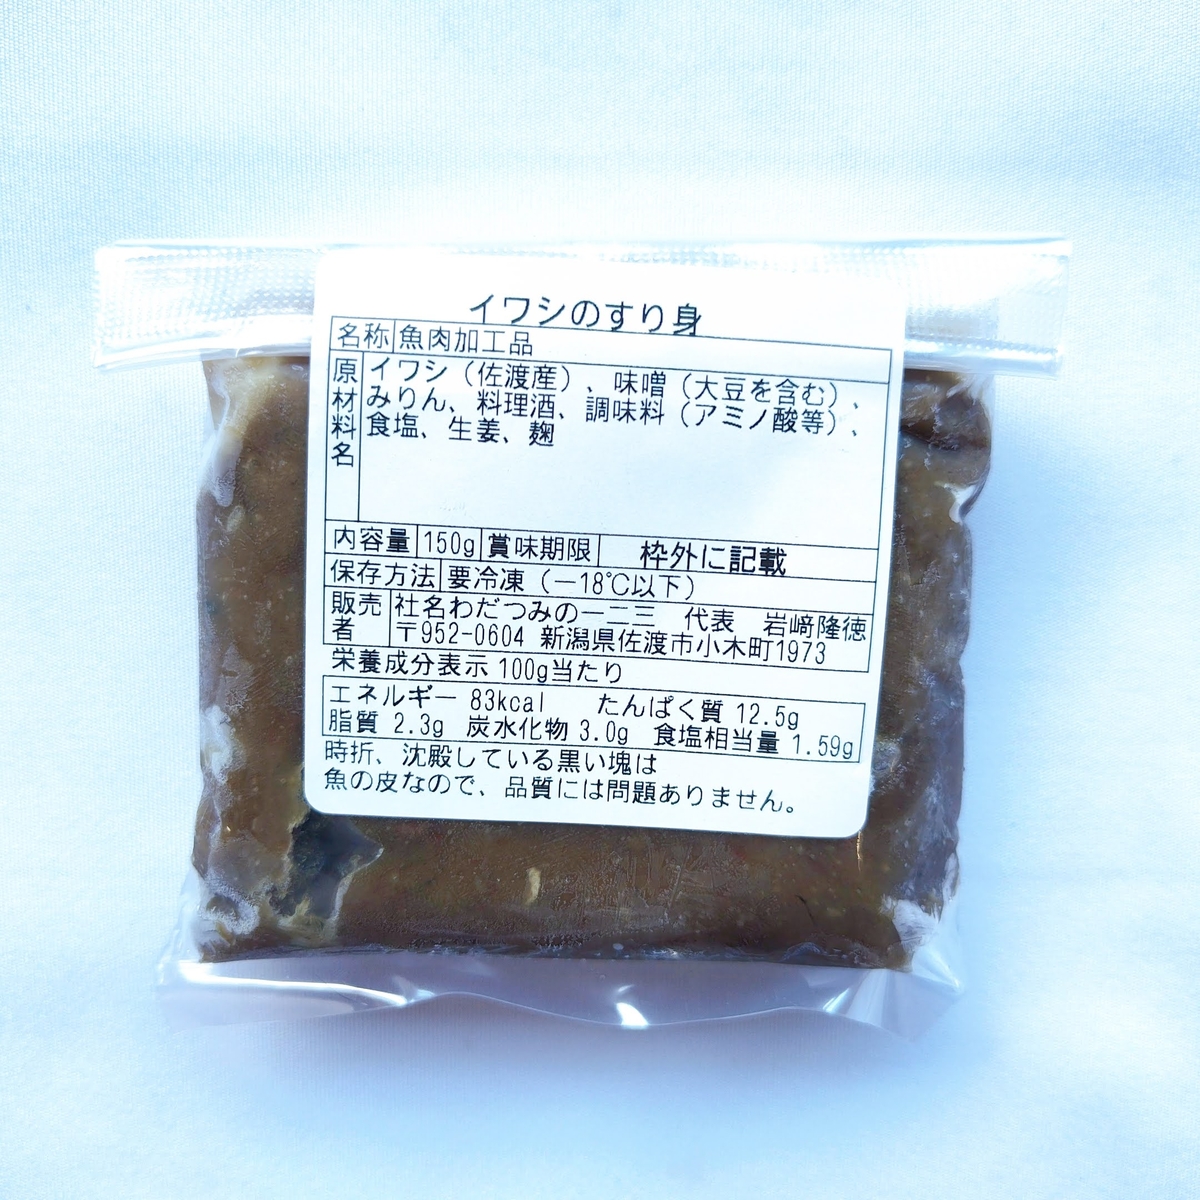 イワシのすり身
名称 魚肉加工品
原材料名 イワシ（佐渡産）、味噌（大豆を含む）、
みりん、料理酒、調味料（アミノ酸等）、
食塩、生姜、麹
内容量 150g 賞味期限 枠外に記載
保存方法 要冷凍（－18℃以下）
販売者 社名わだつみの一二三 代表 岩﨑隆徳
〒952-0604 新潟県佐渡市小木町1973
栄養成分表示 100g当たり
エネルギー 83kcal たんぱく質 12.5g
脂質 2.3g 炭水化物 3.0g 食塩相当量 1.59g
時折、沈殿している黒い塊は
魚の皮なので、品質には問題ありません。